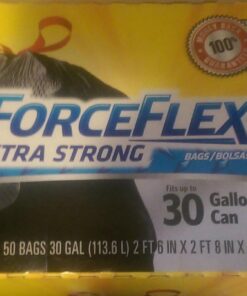 100%
FORCEFLEX
XTRA STRONG
BAGS/BOLSAS
Fits up to
30 Gallo
Can
50 BAGS 30 GAL (113.6 L) 2 FT 6 IN X 2 FT 8 IN X